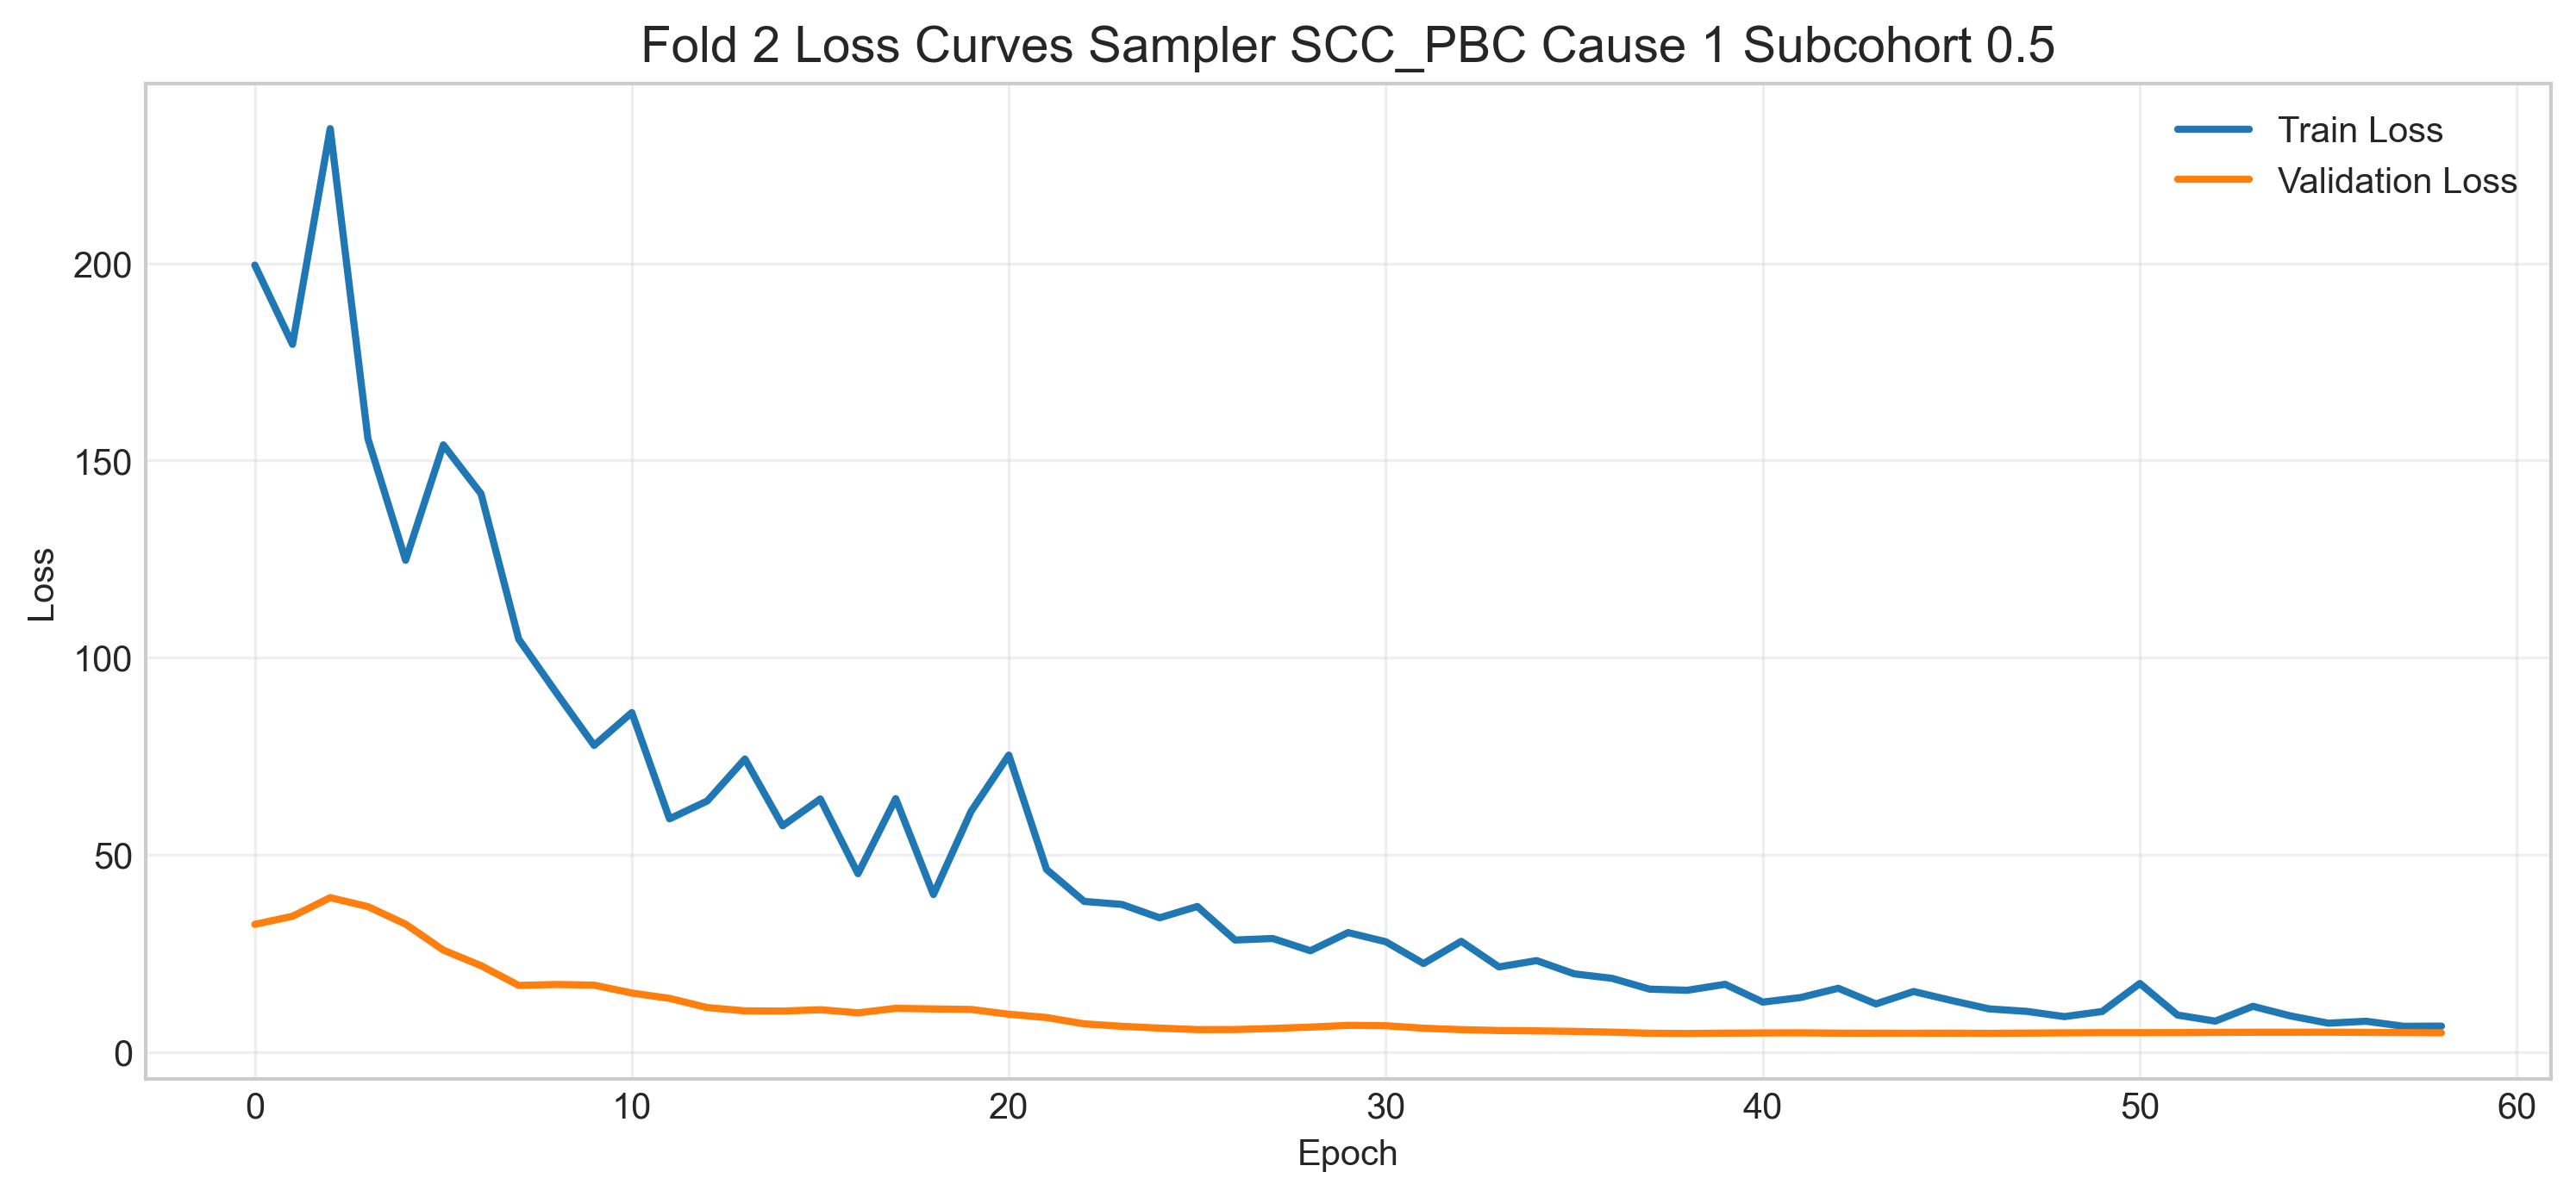 Fold 2 Loss Curves Sampler SCC_PBC Cause 1 Subcohort 0.5
Train Loss
Validation Loss
200
150
100
50
0
Loss
0 10 20 30 40 50 60
Epoch